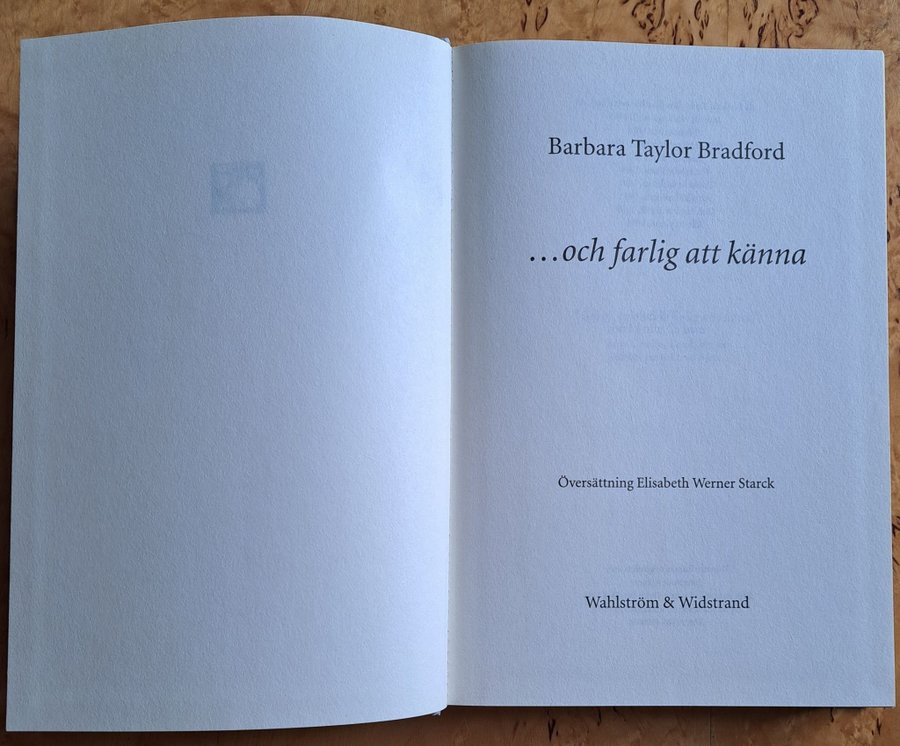 Barbara Taylor Bradford
...och farlig att känna
Översättning Elisabeth Werner Starck
Wahlström & Widstrand